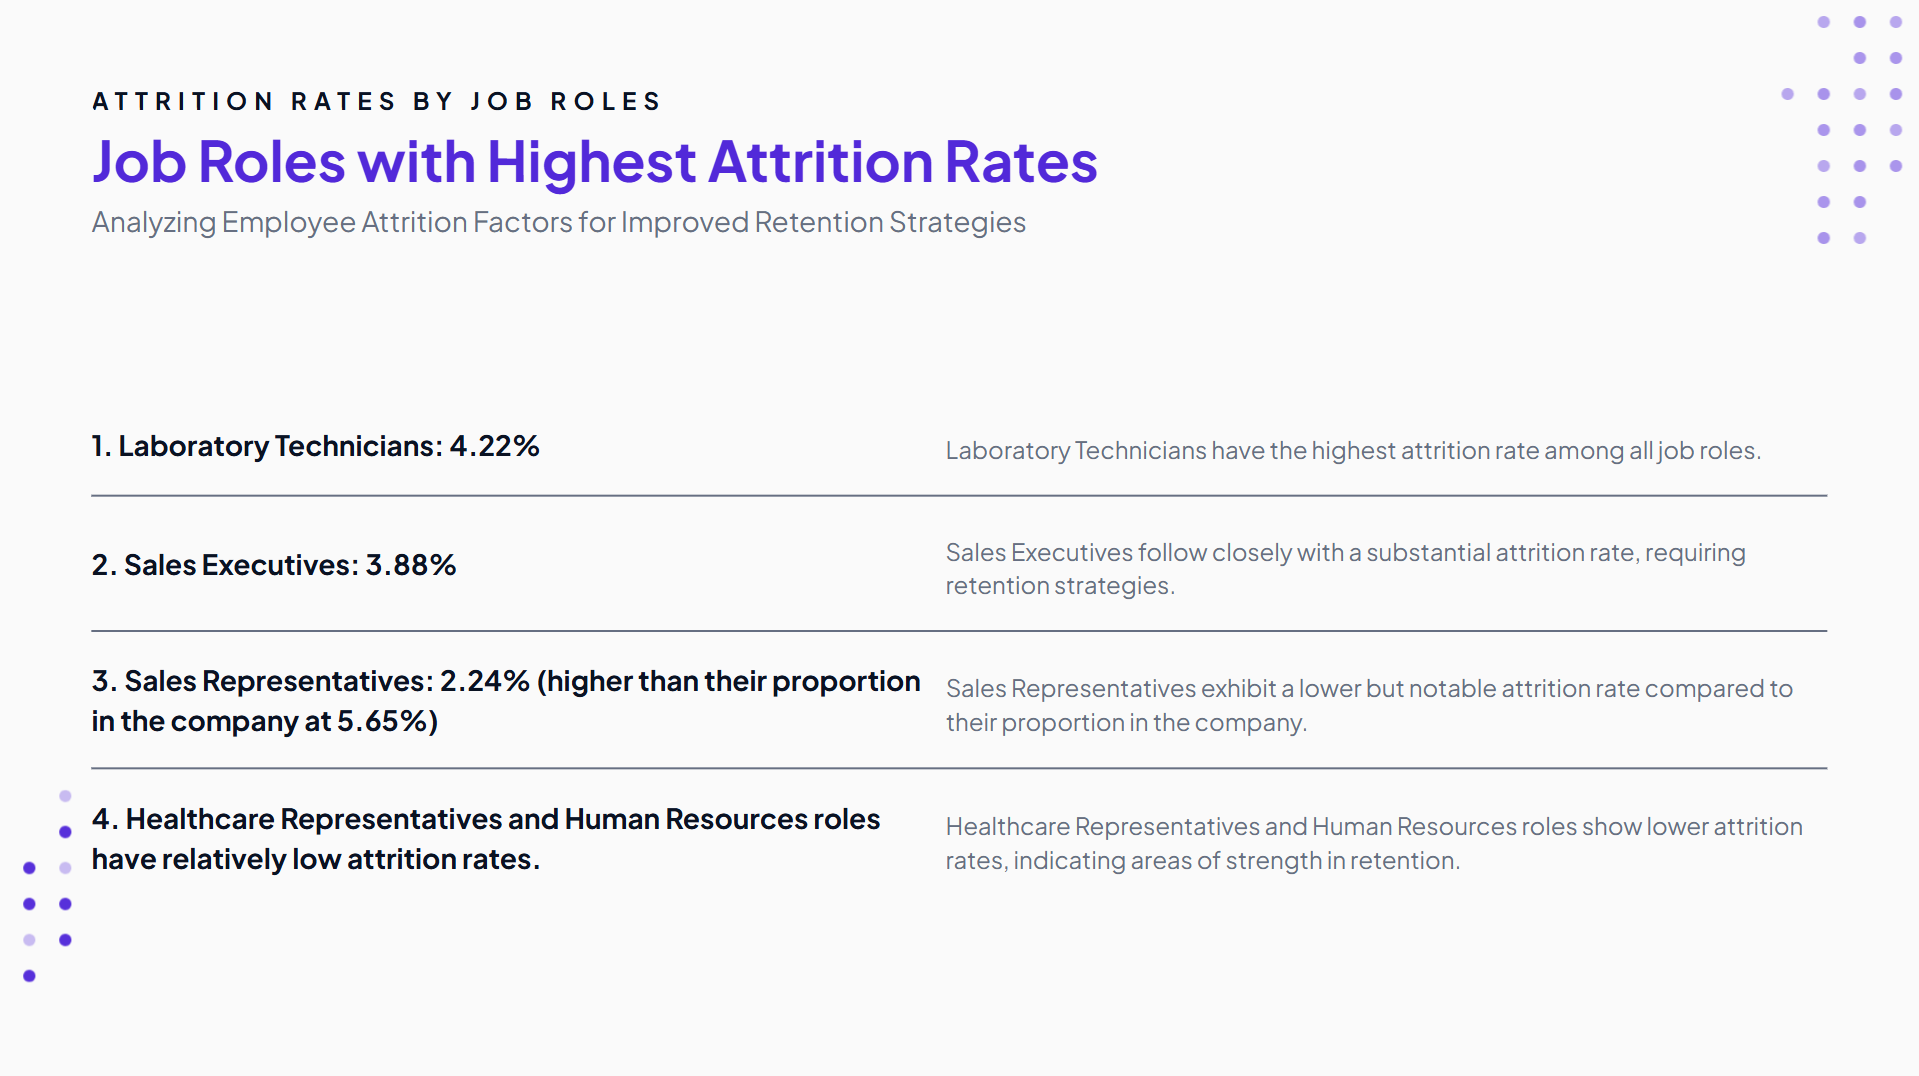 ATTRITION RATES BY JOB ROLES
Job Roles with Highest Attrition Rates
Analyzing Employee Attrition Factors for Improved Retention Strategies
1. Laboratory Technicians: 4.22%
Laboratory Technicians have the highest attrition rate among all job roles.
2. Sales Executives: 3.88%
Sales Executives follow closely with a substantial attrition rate, requiring
retention strategies.
3. Sales Representatives: 2.24% (higher than their proportion
in the company at 5.65%)
Sales Representatives exhibit a lower but notable attrition rate compared to
their proportion in the company.
4. Healthcare Representatives and Human Resources roles
have relatively low attrition rates.
Healthcare Representatives and Human Resources roles show lower attrition
rates, indicating areas of strength in retention.